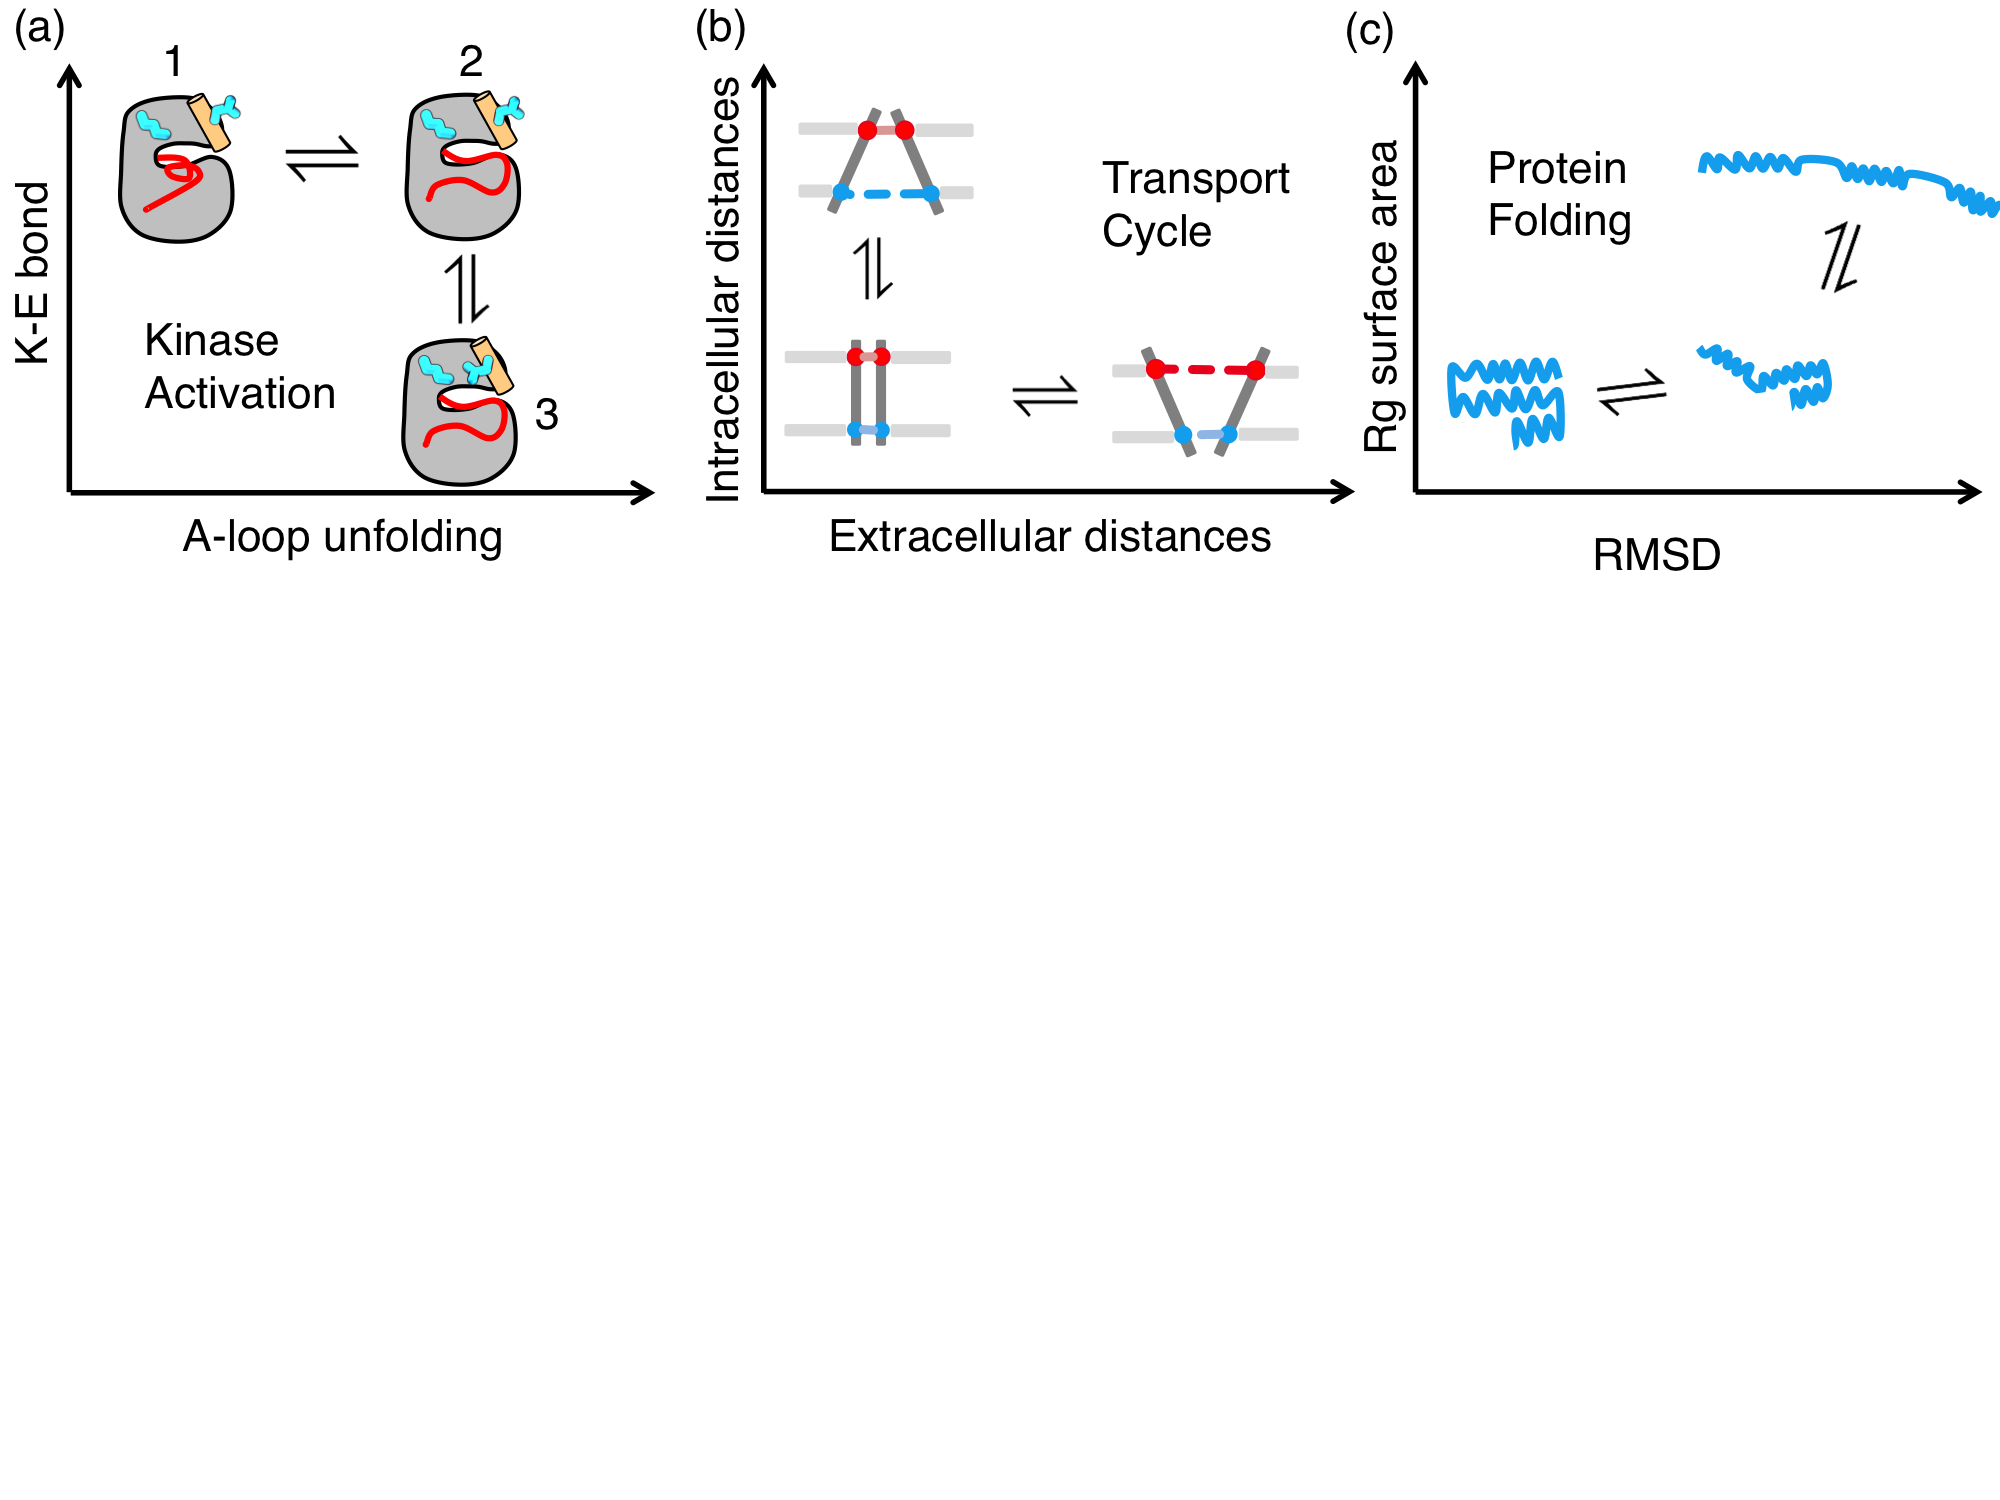 (a)
1
2
3
K-E bond
Kinase
Activation
A-loop unfolding
(b)
Intracellular distances
Transport
Cycle
Extracellular distances
(c)
Rg surface area
Protein
Folding
RMSD